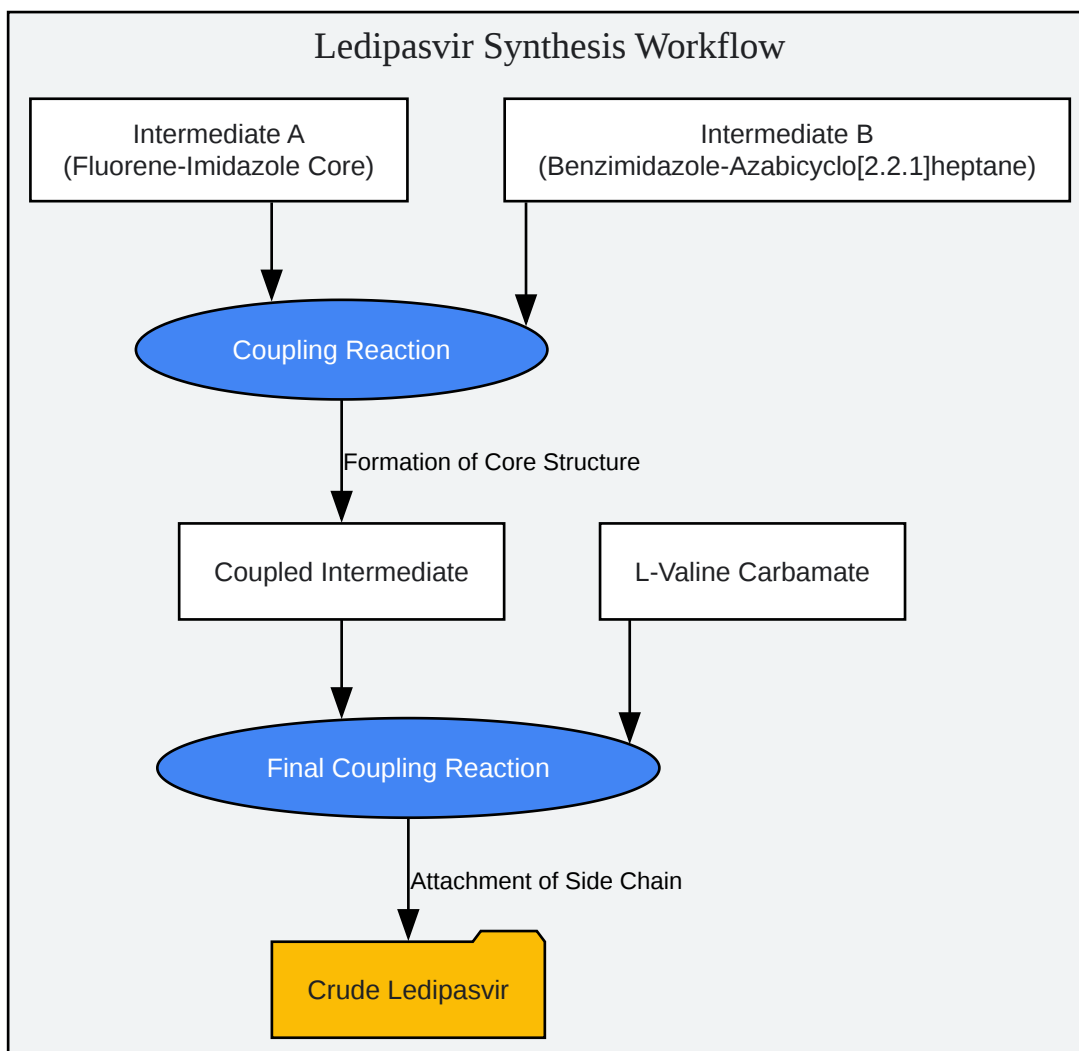 Ledipasvir Synthesis Workflow
Intermediate A
(Fluorene-Imidazole Core)
Intermediate B
(Benzimidazole-Azabicyclo[2.2.1]heptane)
Coupling Reaction
Formation of Core Structure
Coupled Intermediate
L-Valine Carbamate
Final Coupling Reaction
Attachment of Side Chain
Crude Ledipasvir